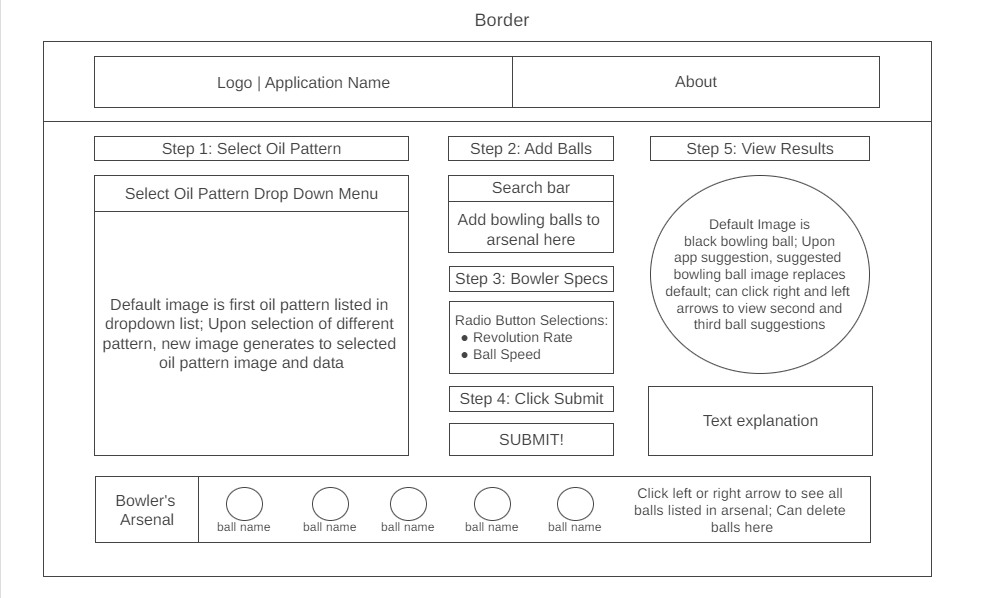 Border
Logo | Application Name
About
Step 1: Select Oil Pattern
Select Oil Pattern Drop Down Menu
Default image is first oil pattern listed in
dropdown list; Upon selection of different
pattern, new image generates to selected
oil pattern image and data
Step 2: Add Balls
Search bar
Add bowling balls to
arsenal here
Step 3: Bowler Specs
Radio Button Selections:
● Revolution Rate
● Ball Speed
Step 4: Click Submit
SUBMIT!
Step 5: View Results
Default Image is
black bowling ball; Upon
app suggestion, suggested
bowling ball image replaces
default; can click right and left
arrows to view second and
third ball suggestions
Text explanation
Bowler's
Arsenal
ball name
ball name
ball name
ball name
ball name
Click left or right arrow to see all
balls listed in arsenal; Can delete
balls here